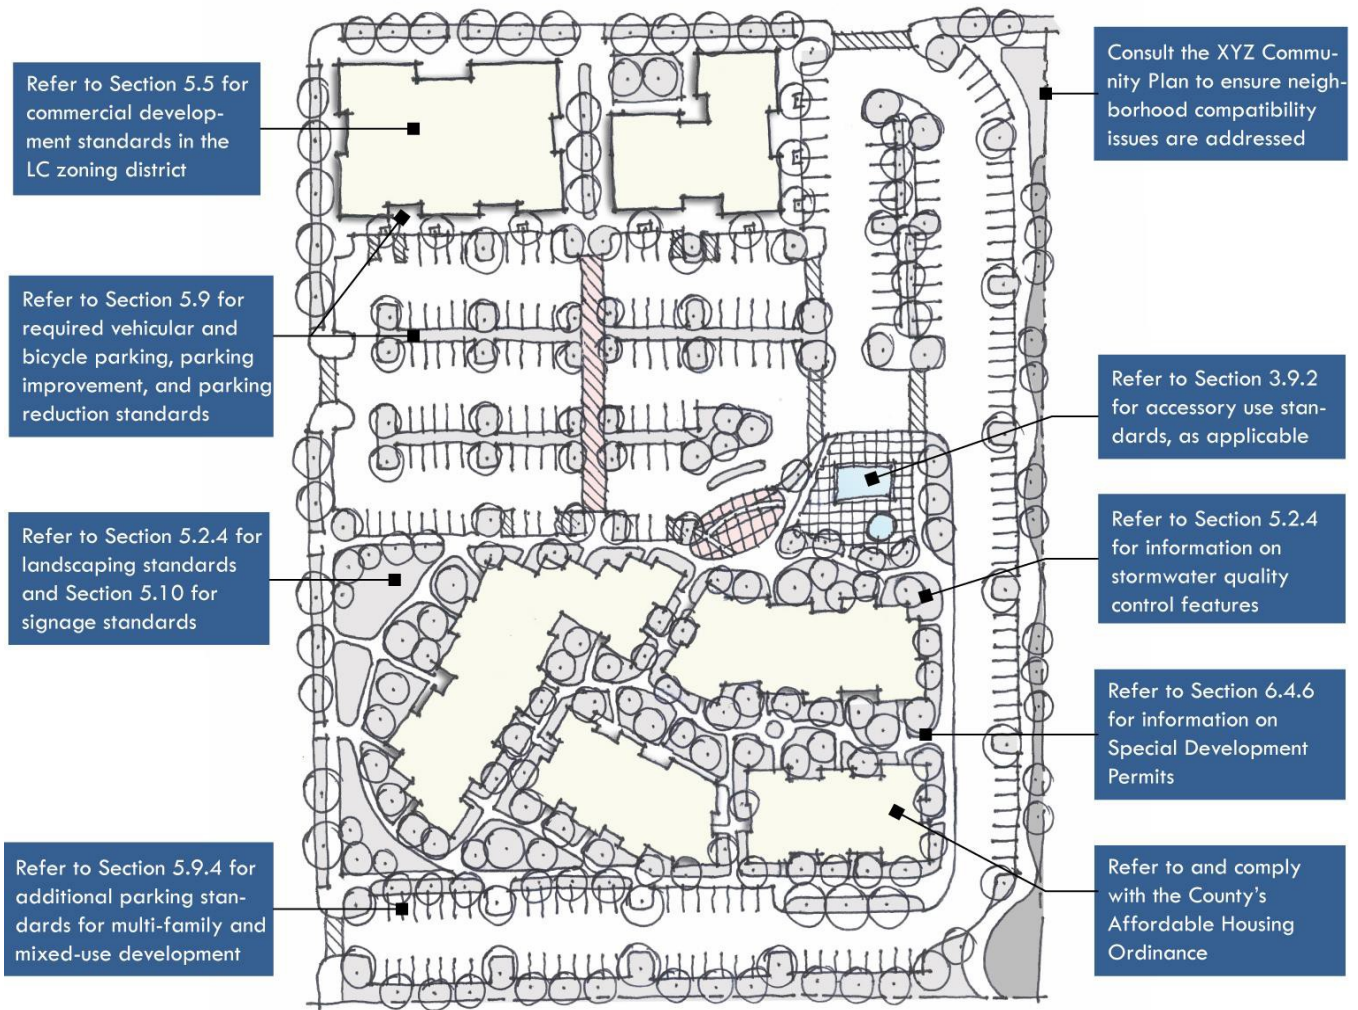 Refer to Section 5.5 for
commercial develop-
ment standards in the
LC zoning district
Refer to Section 5.9 for
required vehicular and
bicycle parking, parking
improvement, and parking
reduction standards
Refer to Section 5.2.4 for
landscaping standards
and Section 5.10 for
signage standards
Refer to Section 5.9.4 for
additional parking stan-
dards for multi-family and
mixed-use development
Consult the XYZ Commu-
nity Plan to ensure neigh-
borhood compatibility
issues are addressed
Refer to Section 3.9.2
for accessory use stan-
dards, as applicable
Refer to Section 5.2.4
for information on
stormwater quality
control features
Refer to Section 6.4.6
for information on
Special Development
Permits
Refer to and comply
with the County’s
Affordable Housing
Ordinance